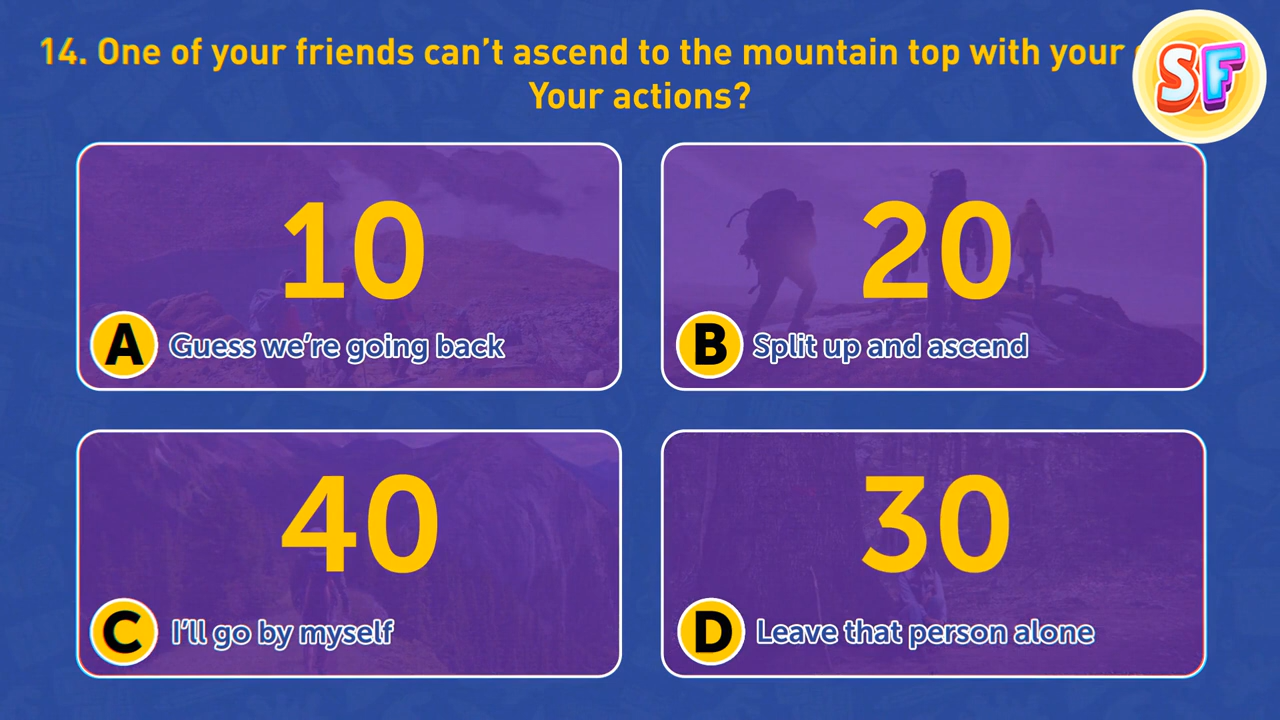 14. One of your friends can't ascend to the mountain top with your
Your actions?
SF
10
A Guess we're going back
20
B Split up and ascend
40
C I'll go by myself
30
D Leave that person alone